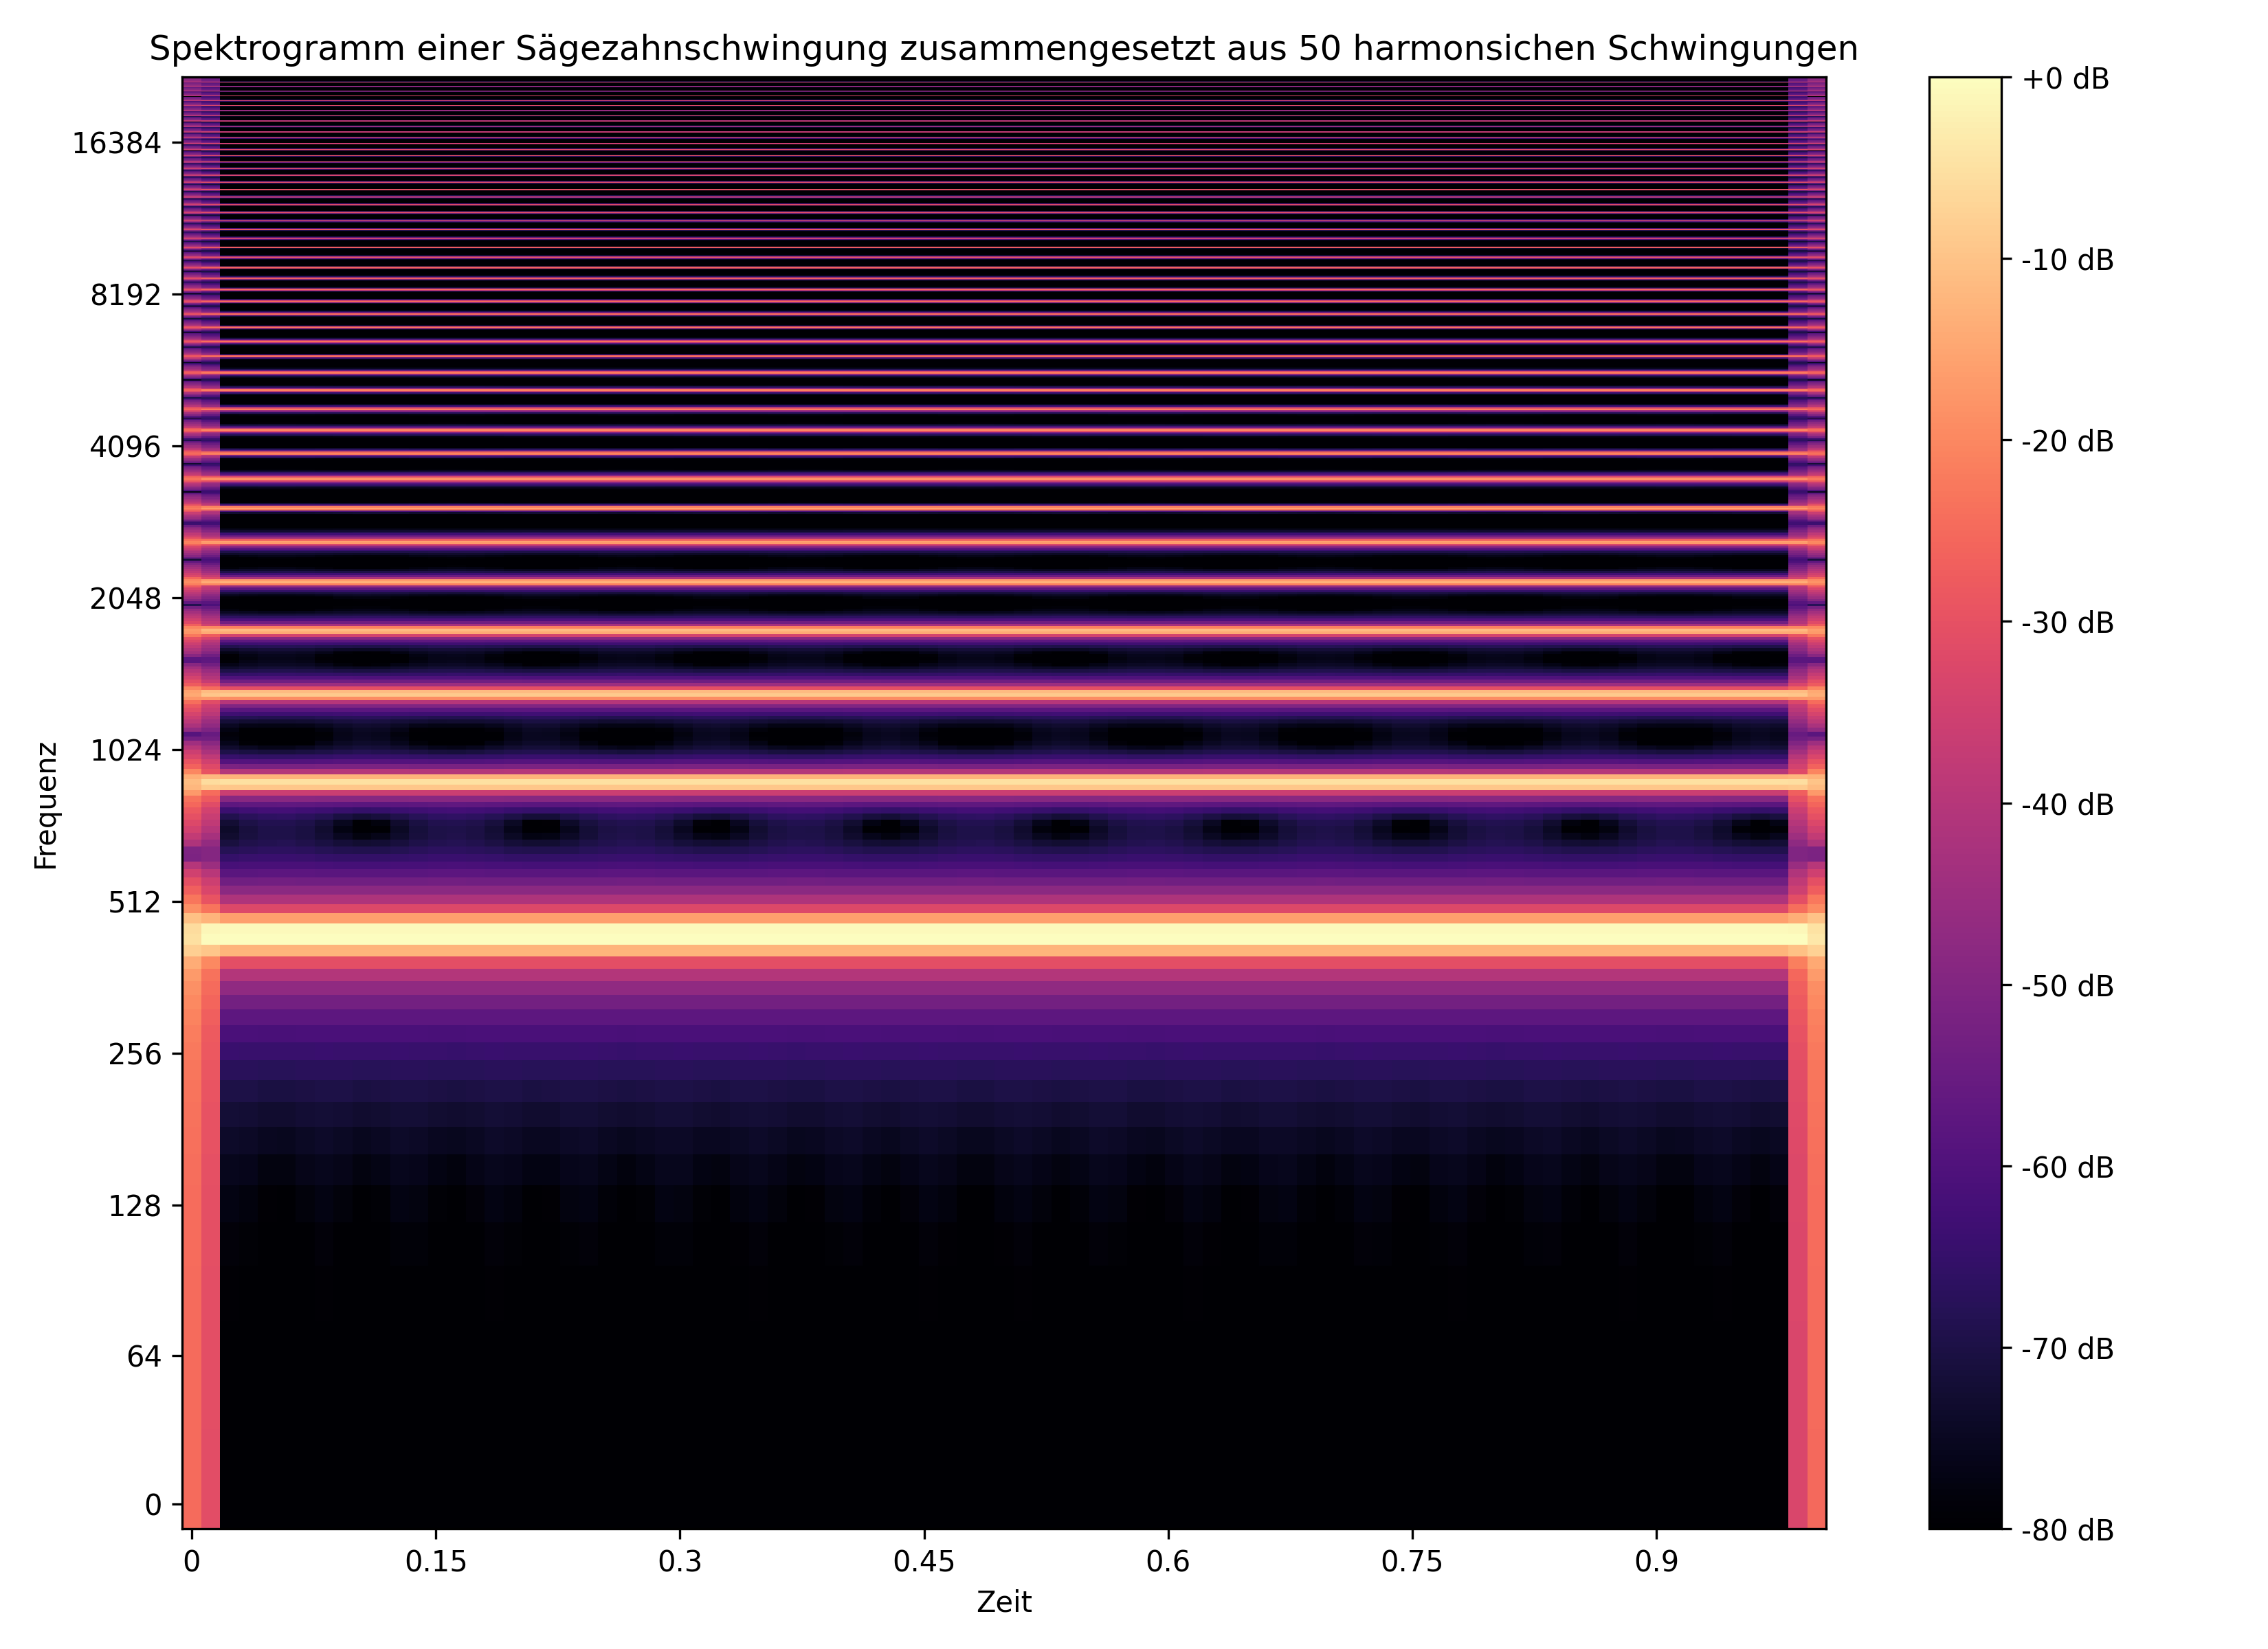 Spektrogramm einer Sägezahnschwingung zusammengesetzt aus 50 harmonsichen Schwingungen
Frequenz
16384
8192
4096
2048
1024
512
256
128
64
0
0 0.15 0.3 0.45 0.6 0.75 0.9
Zeit
+0 dB
-10 dB
-20 dB
-30 dB
-40 dB
-50 dB
-60 dB
-70 dB
-80 dB